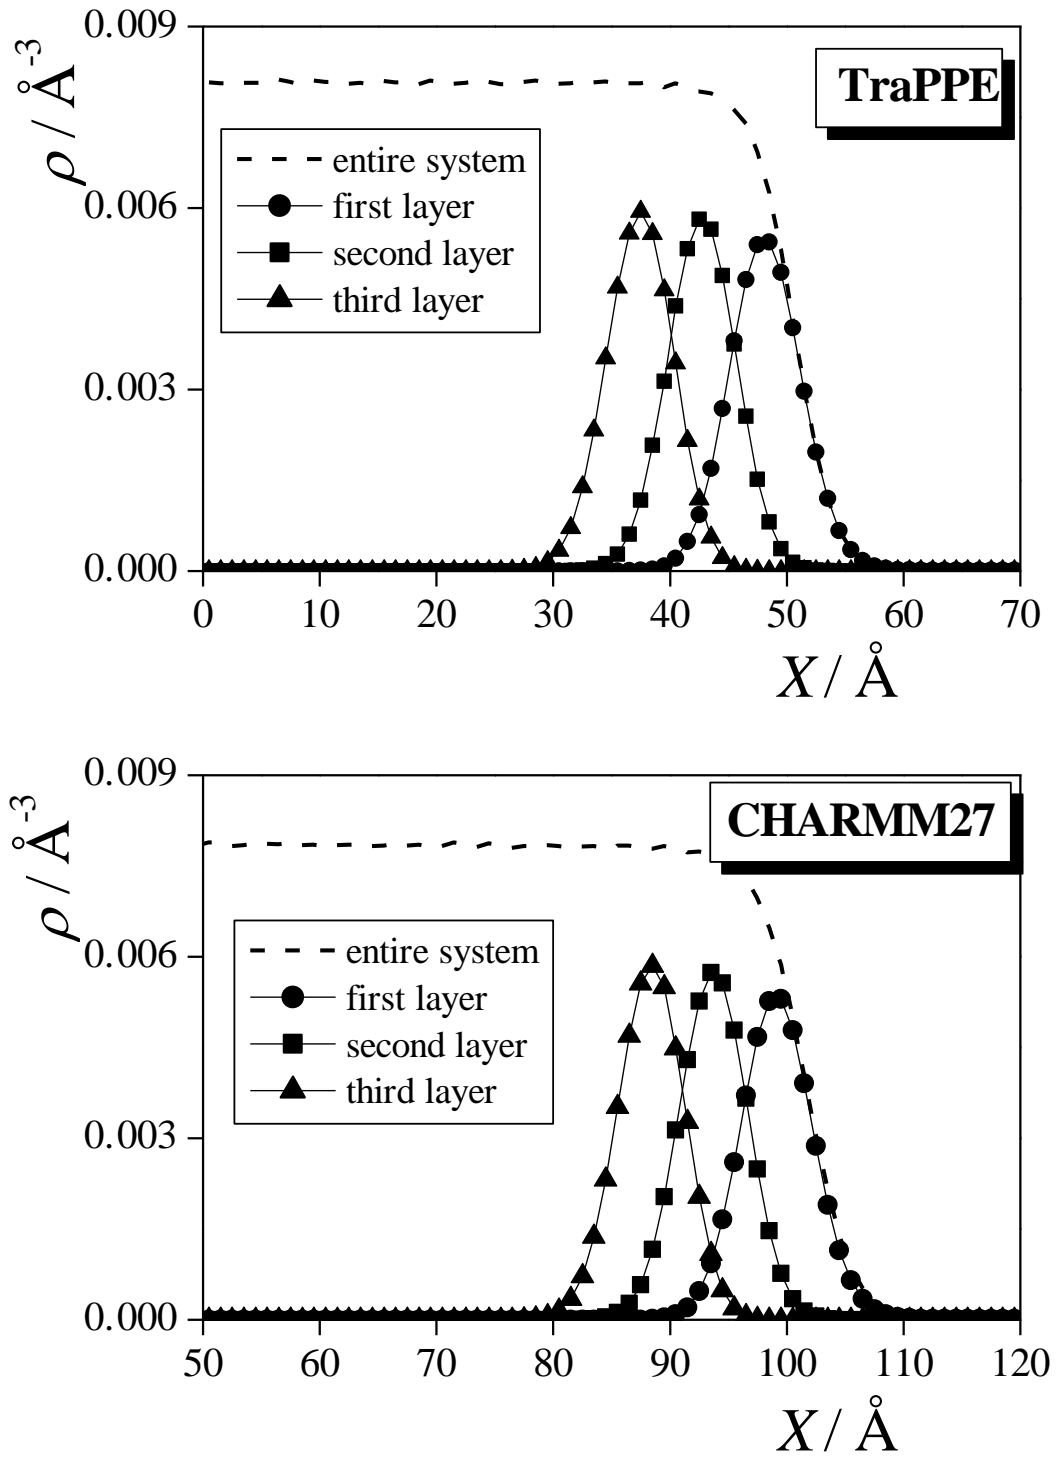 0.009
TraPPE
ρ / Å-3
entire system
0.006
first layer
second layer
third layer
0.003
0.000
0 10 20 30 40 50 60 70
X / Å
0.009
CHARMM27
ρ / Å-3
entire system
0.006
first layer
second layer
third layer
0.003
0.000
50 60 70 80 90 100 110 120
X / Å